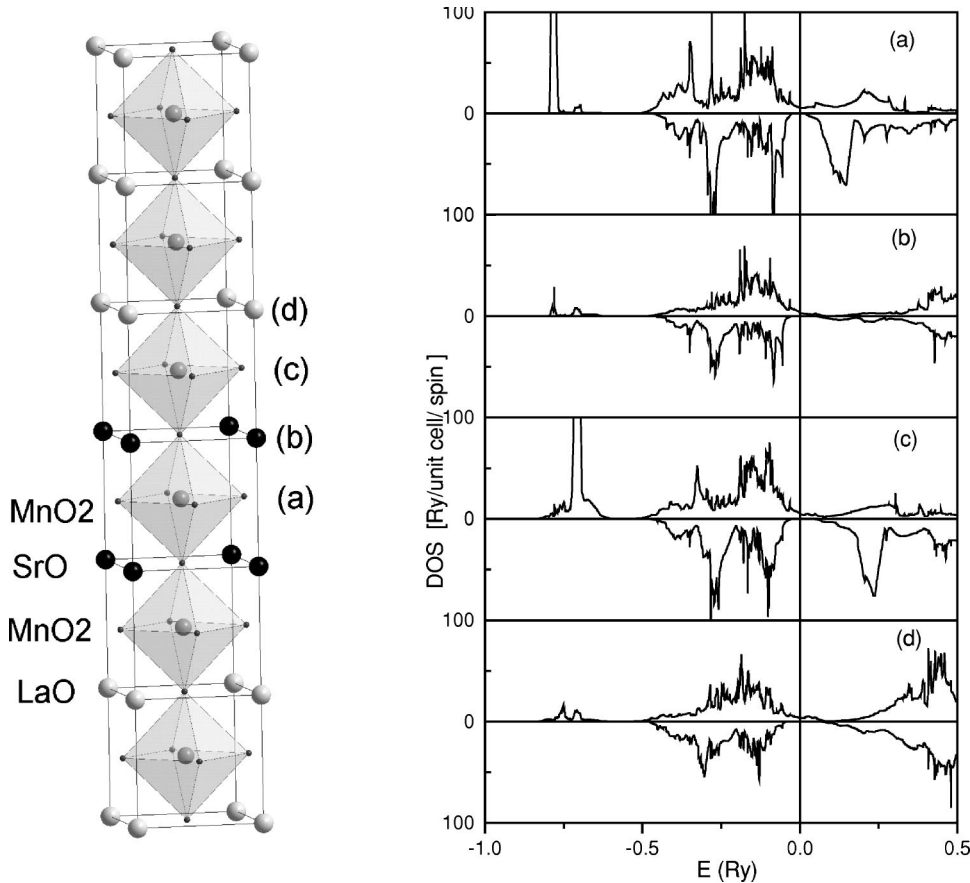 (d)
(c)
(b)
(a)
MnO2
SrO
MnO2
LaO
DOS [Ry/unit cell/ spin]
100
(a)
0
100
(b)
0
100
(c)
0
100
(d)
0
100
-1.0 -0.5 0.0 0.5
E (Ry)